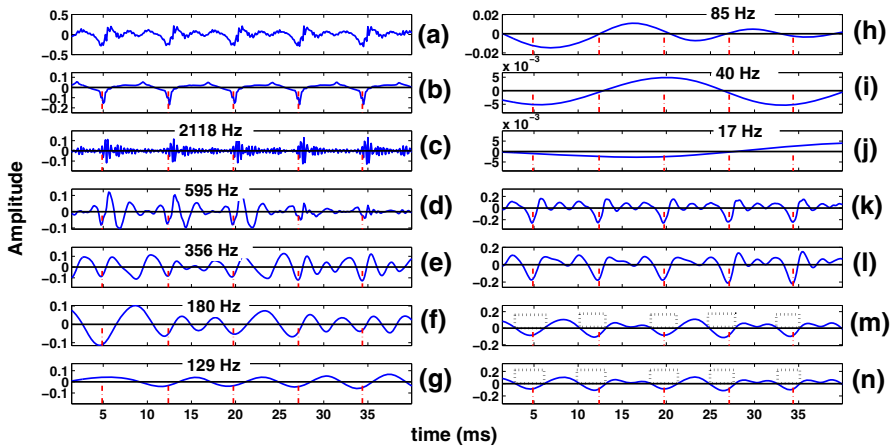 0.5
0
−0.5
(a)
0.1
0
−0.1
−0.2
(b)
2118 Hz
0.1
0
−0.1
(c)
595 Hz
0.1
0
−0.1
(d)
356 Hz
0.1
0
−0.1
(e)
180 Hz
0.1
0
−0.1
(f)
129 Hz
0.1
0
−0.1
(g)
5 10 15 20 25 30 35
Amplitude
85 Hz
0.02
0
−0.02
(h)
x 10 −3
40 Hz
5
0
−5
(i)
x 10 −3
17 Hz
5
0
−5
(j)
0.2
0
−0.2
(k)
0.2
0
−0.2
(l)
0.2
0
−0.2
(m)
0.2
0
−0.2
(n)
5 10 15 20 25 30 35
time (ms)